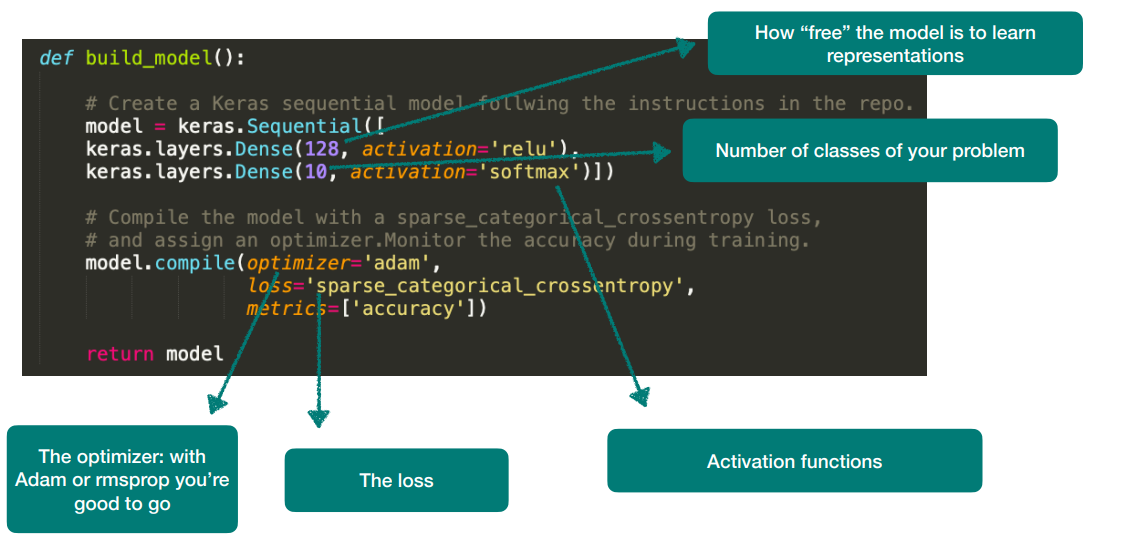 How “free” the model is to learn
representations
def build_model():
# Create a Keras sequential model follwing the instructions in the repo.
model = keras.Sequential([
keras.layers.Dense(128, activation='relu'),
keras.layers.Dense(10, activation='softmax')])
Number of classes of your problem
# Compile the model with a sparse_categorical_crossentropy loss,
# and assign an optimizer.Monitor the accuracy during training.
model.compile(optimizer='adam',
loss='sparse_categorical_crossentropy',
metrics=['accuracy'])
return model
The optimizer: with
Adam or rmsprop you’re
good to go
The loss
Activation functions